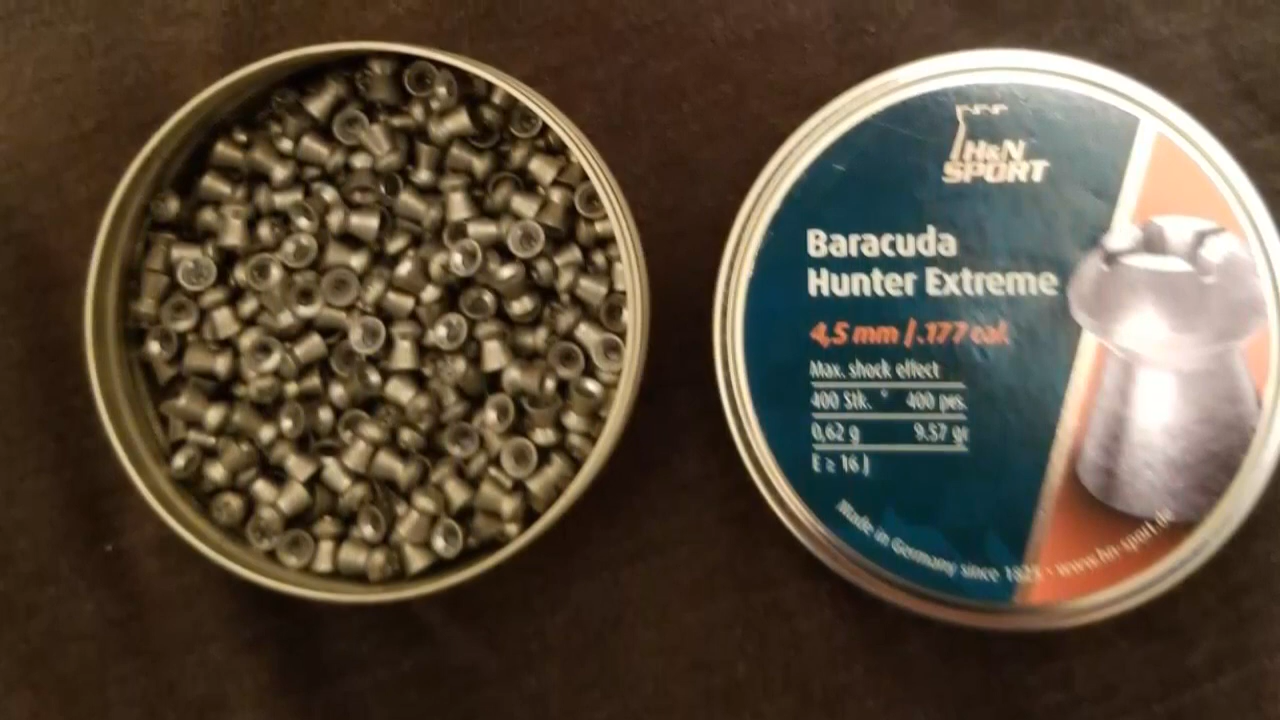 H&N
SPORT
Baracuda
Hunter Extreme
4,5 mm / .177 cal.
Max. shock effect
400 Stk. 400 pcs.
0,62 g 9.57 gr
E ≥ 16 J
Made in Germany since 1825 • www.hn-sport.de